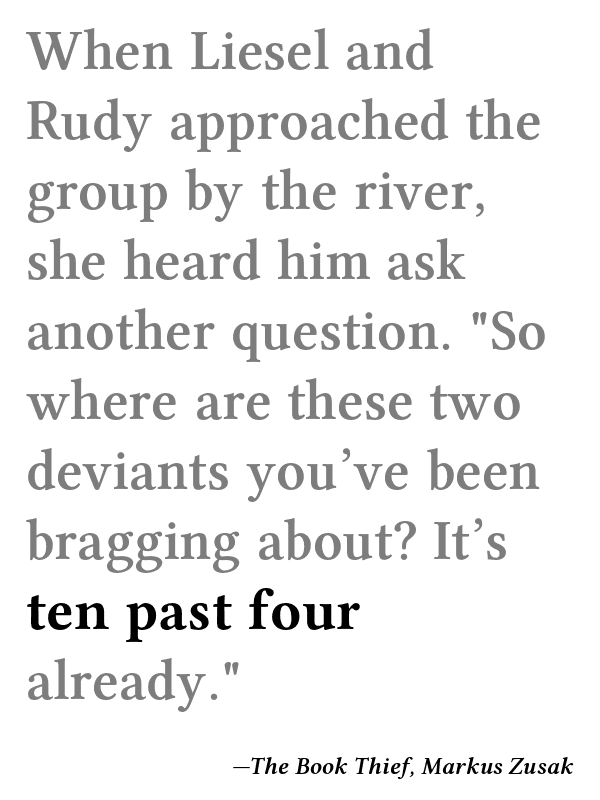 When Liesel and
Rudy approached the
group by the river,
she heard him ask
another question. "So
where are these two
deviants you’ve been
bragging about? It’s
ten past four
already."
—The Book Thief, Markus Zusak